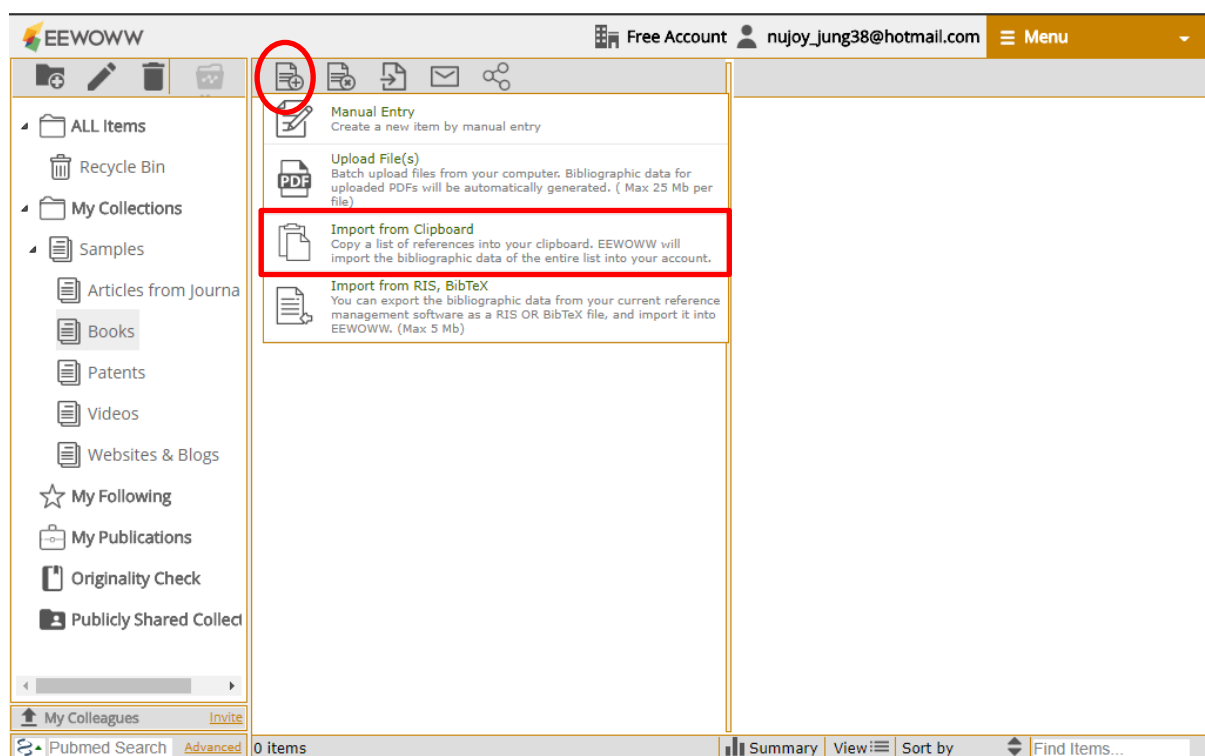 EEWOWW
Free Account
nujoy_jung38@hotmail.com
Menu
ALL Items
Recycle Bin
My Collections
Samples
Articles from Journa
Books
Patents
Videos
Websites & Blogs
My Following
My Publications
Originality Check
Publicly Shared Collect
My Colleagues
Invite
Pubmed Search
Advanced
Manual Entry
Create a new item by manual entry
Upload File(s)
PDF
Batch upload files from your computer. Bibliographic data for
uploaded PDFs will be automatically generated. ( Max 25 Mb per
file)
Import from Clipboard
Copy a list of references into your clipboard. EEWOWW will
import the bibliographic data of the entire list into your account.
Import from RIS, BibTeX
You can export the bibliographic data from your current reference
management software as a RIS OR BibTeX file, and import it into
EEWOWW. (Max 5 Mb)
0 items
Summary
View
Sort by
Find Items...